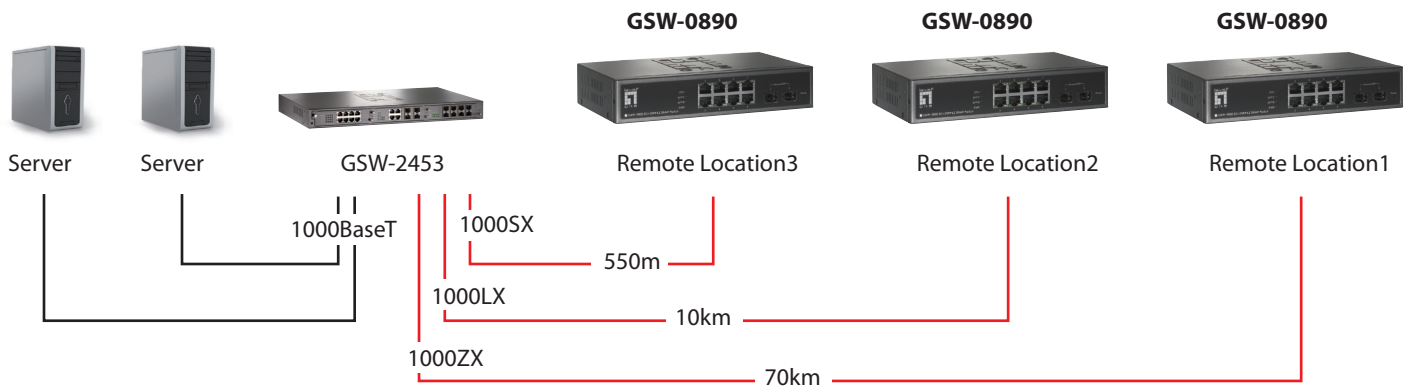 GSW-0890 GSW-0890 GSW-0890
Server Server GSW-2453 Remote Location3 Remote Location2 Remote Location1
1000BaseT 1000SX
550m
1000LX
10km
1000ZX
70km